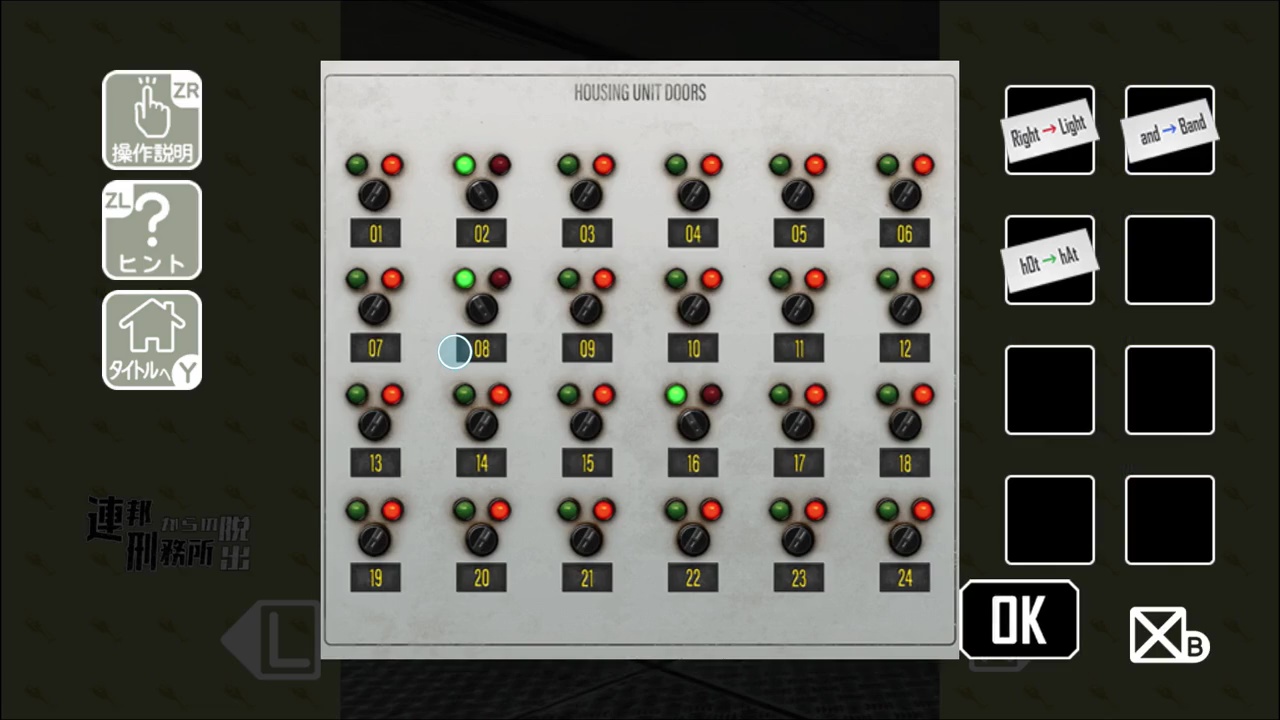 HOUSING UNIT DOORS
ZR
操作説明
ZL
?
ヒント
タイトルへY
01 02 03 04 05 06
07 08 09 10 11 12
13 14 15 16 17 18
19 20 21 22 23 24
Right→Light
and→Band
hOt→hAt
連邦刑務所からの脱出
L
OK
B